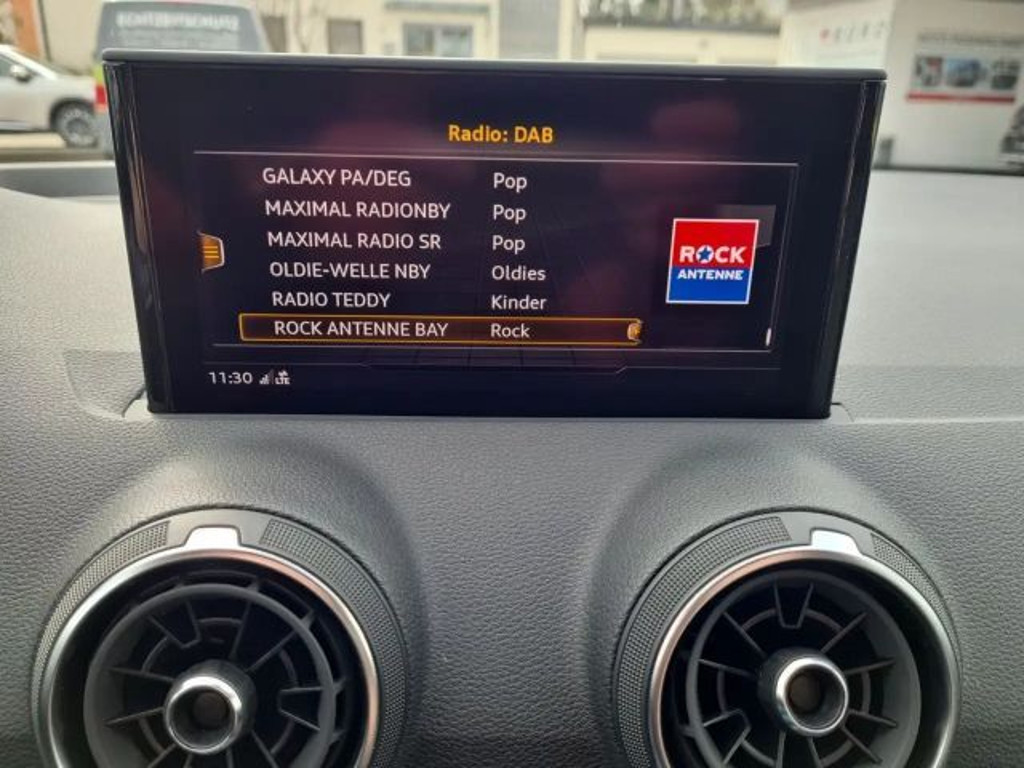 Radio: DAB
GALAXY PA/DEG Pop
MAXIMAL RADIONBY Pop
MAXIMAL RADIO SR Pop
OLDIE-WELLE NBY Oldies
RADIO TEDDY Kinder
ROCK ANTENNE BAY Rock
ROCK
ANTENNE
11:30 LTE